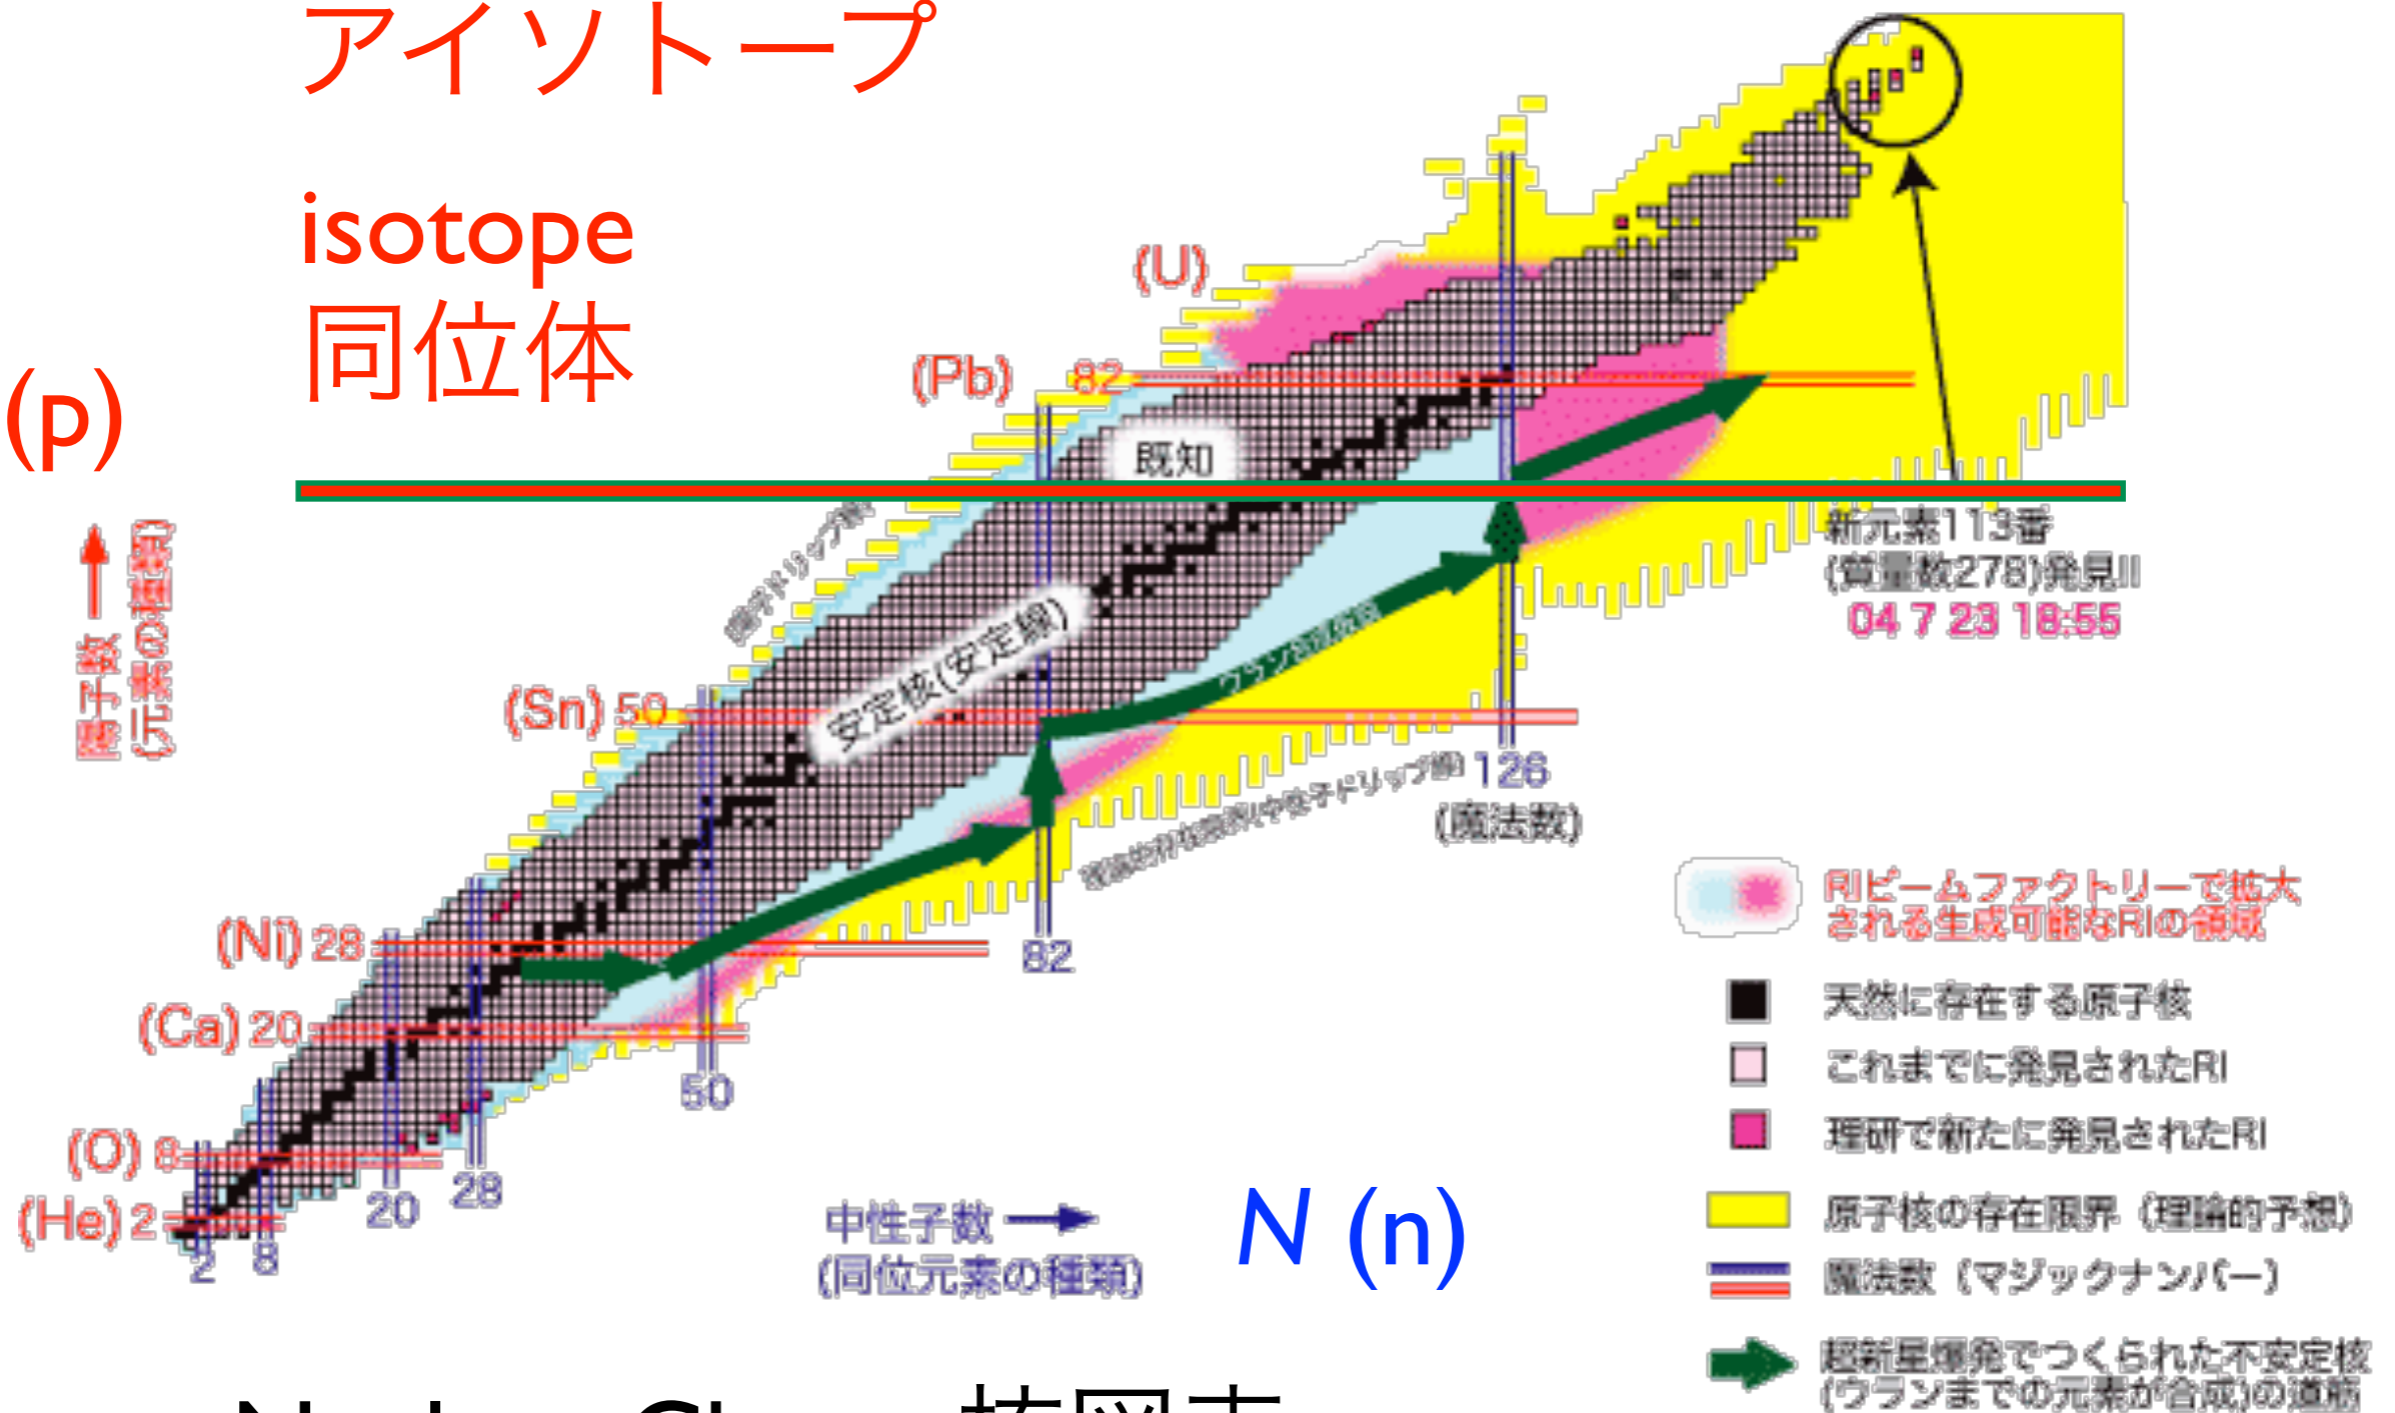 アイソトープ
isotope
同位体
(p)
陽子数
(元素の種類)
(U)
(Pb) 82
既知
安定核(安定線)
ウラン合成経路
(Sn) 50
(Ni) 28
(Ca) 20
(O) 8
(He) 2
2
8
20
28
50
82
126
(魔法数)
新元素113番
(質量数278)発見!!
04 7 23 18:55
中性子数
(同位元素の種類)
N (n)
RIビームファクトリーで拡大
される生成可能なRIの領域
天然に存在する原子核
これまでに発見されたRI
理研で新たに発見されたRI
原子核の存在限界（理論的予想）
魔法数（マジックナンバー）
超新星爆発でつくられた不安定核
(ウランまでの元素が合成)の道筋